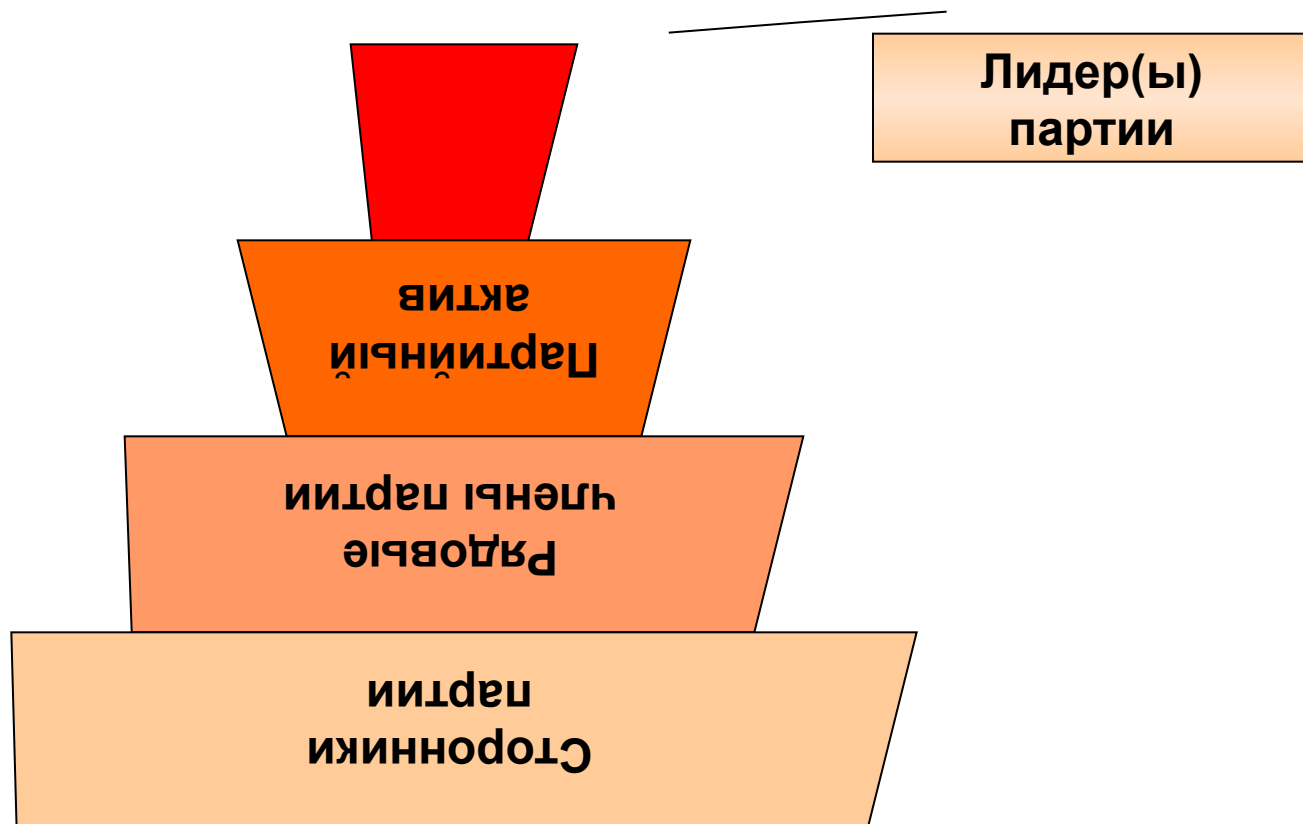 Лидер(ы)
партии
Партийный
актив
Рядовые
члены партии
Сторонники
партии